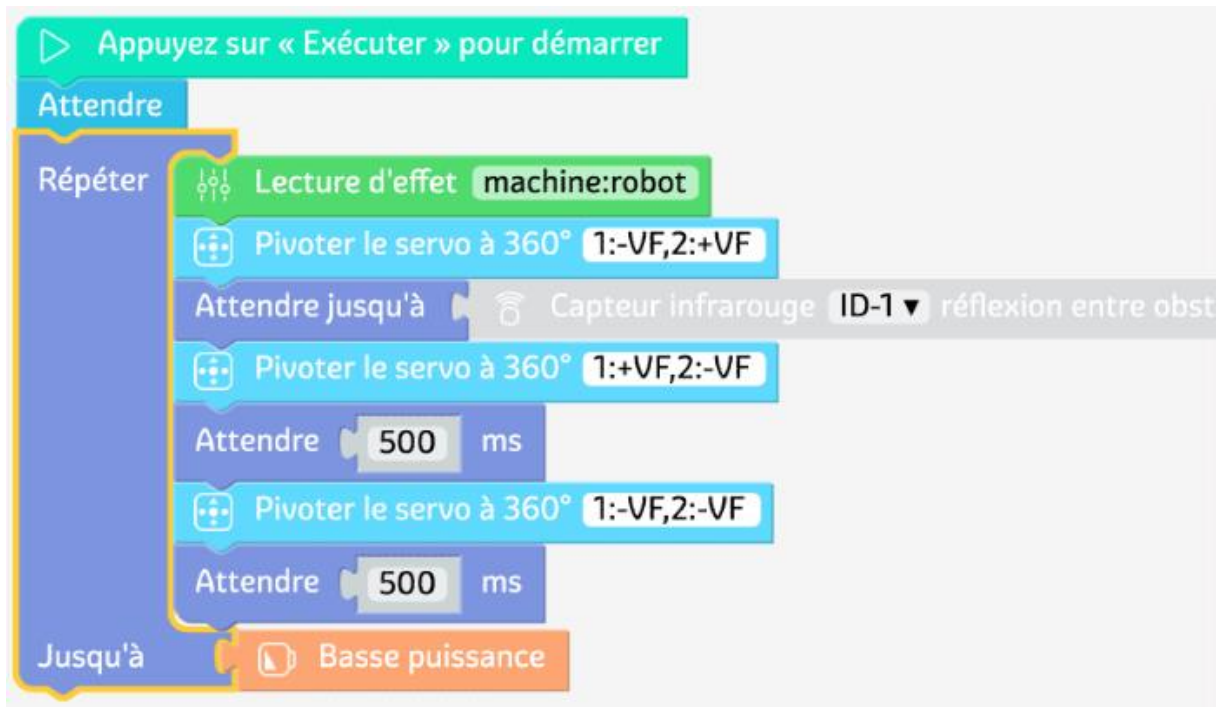 Appuyez sur « Exécuter » pour démarrer
Attendre
Répéter
Lecture d'effet machine:robot
Pivoter le servo à 360° 1:-VF,2:+VF
Attendre jusqu'à Capteur infrarouge ID-1 ▾ réflexion entre obst
Pivoter le servo à 360° 1:+VF,2:-VF
Attendre 500 ms
Pivoter le servo à 360° 1:-VF,2:-VF
Attendre 500 ms
Jusqu'à Basse puissance